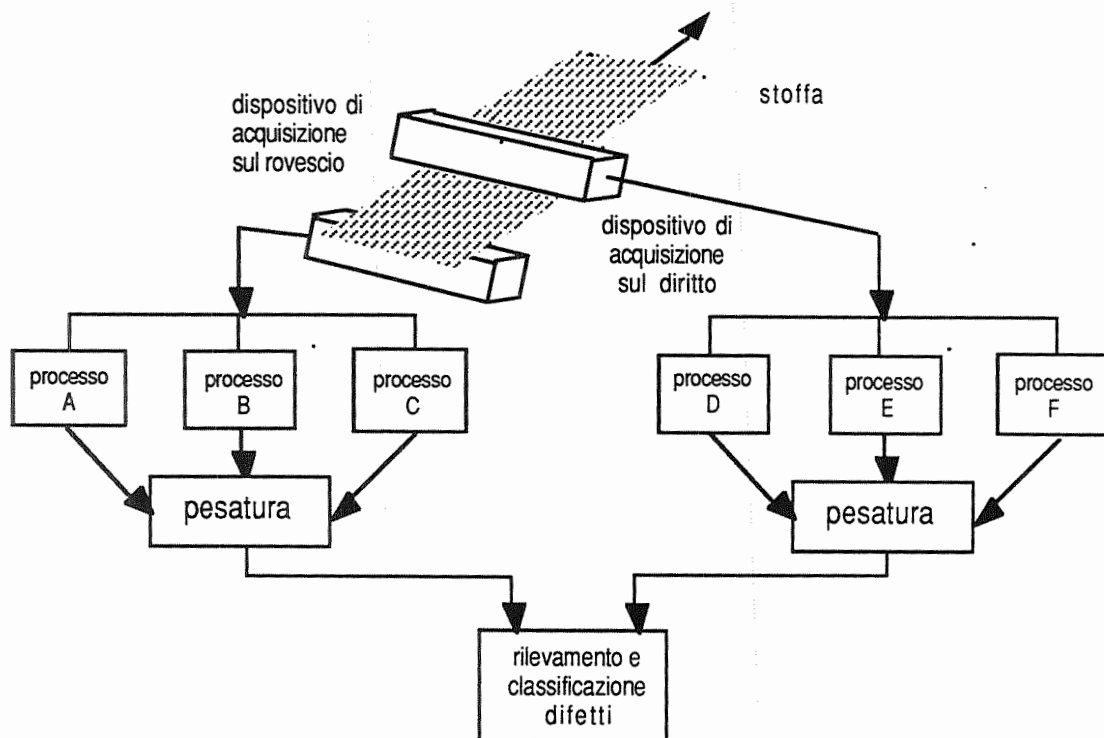 stoffa
dispositivo di
acquisizione
sul rovescio
dispositivo di
acquisizione
sul diritto
processo
A
processo
B
processo
C
processo
D
processo
E
processo
F
pesatura
pesatura
rilevamento e
classificazione
difetti